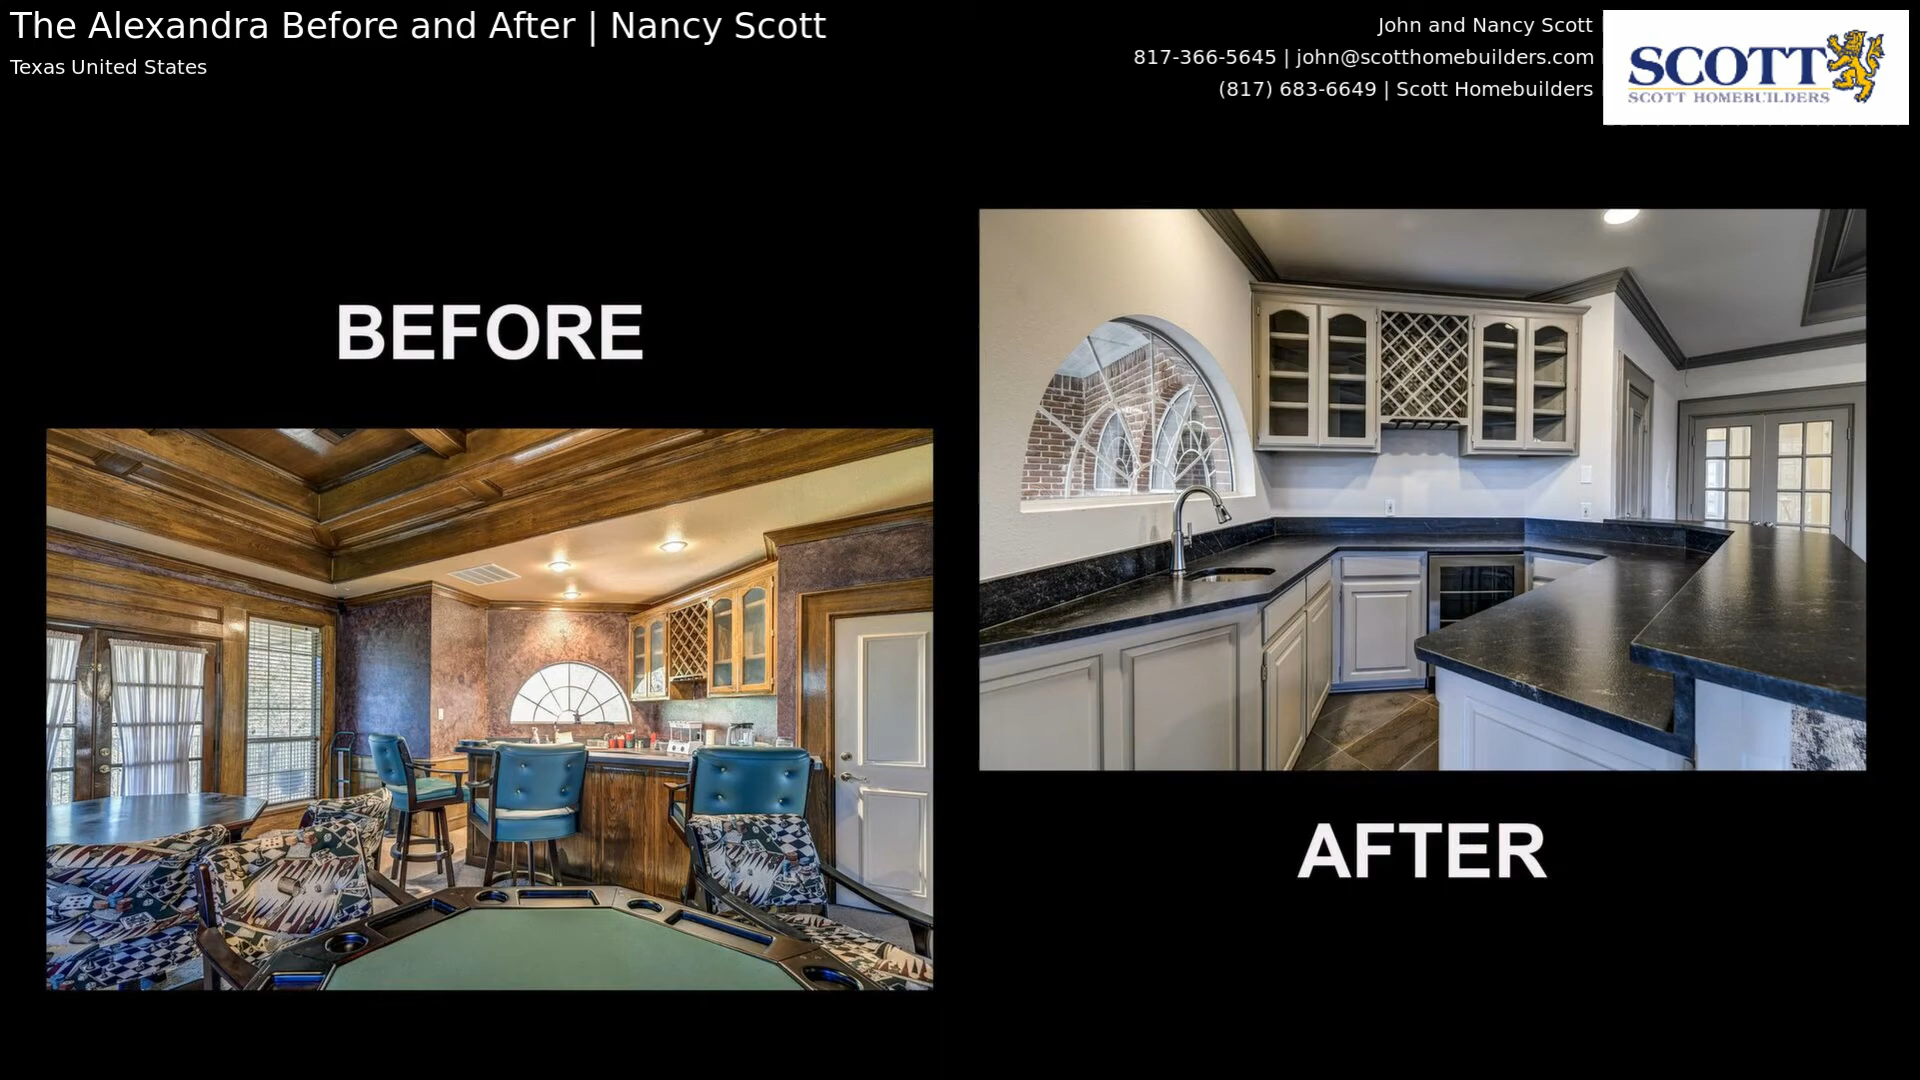 The Alexandra Before and After | Nancy Scott
Texas United States
John and Nancy Scott |
817-366-5645 | john@scotthomebuilders.com |
(817) 683-6649 | Scott Homebuilders |
SCOTT
SCOTT HOMEBUILDERS
BEFORE
AFTER